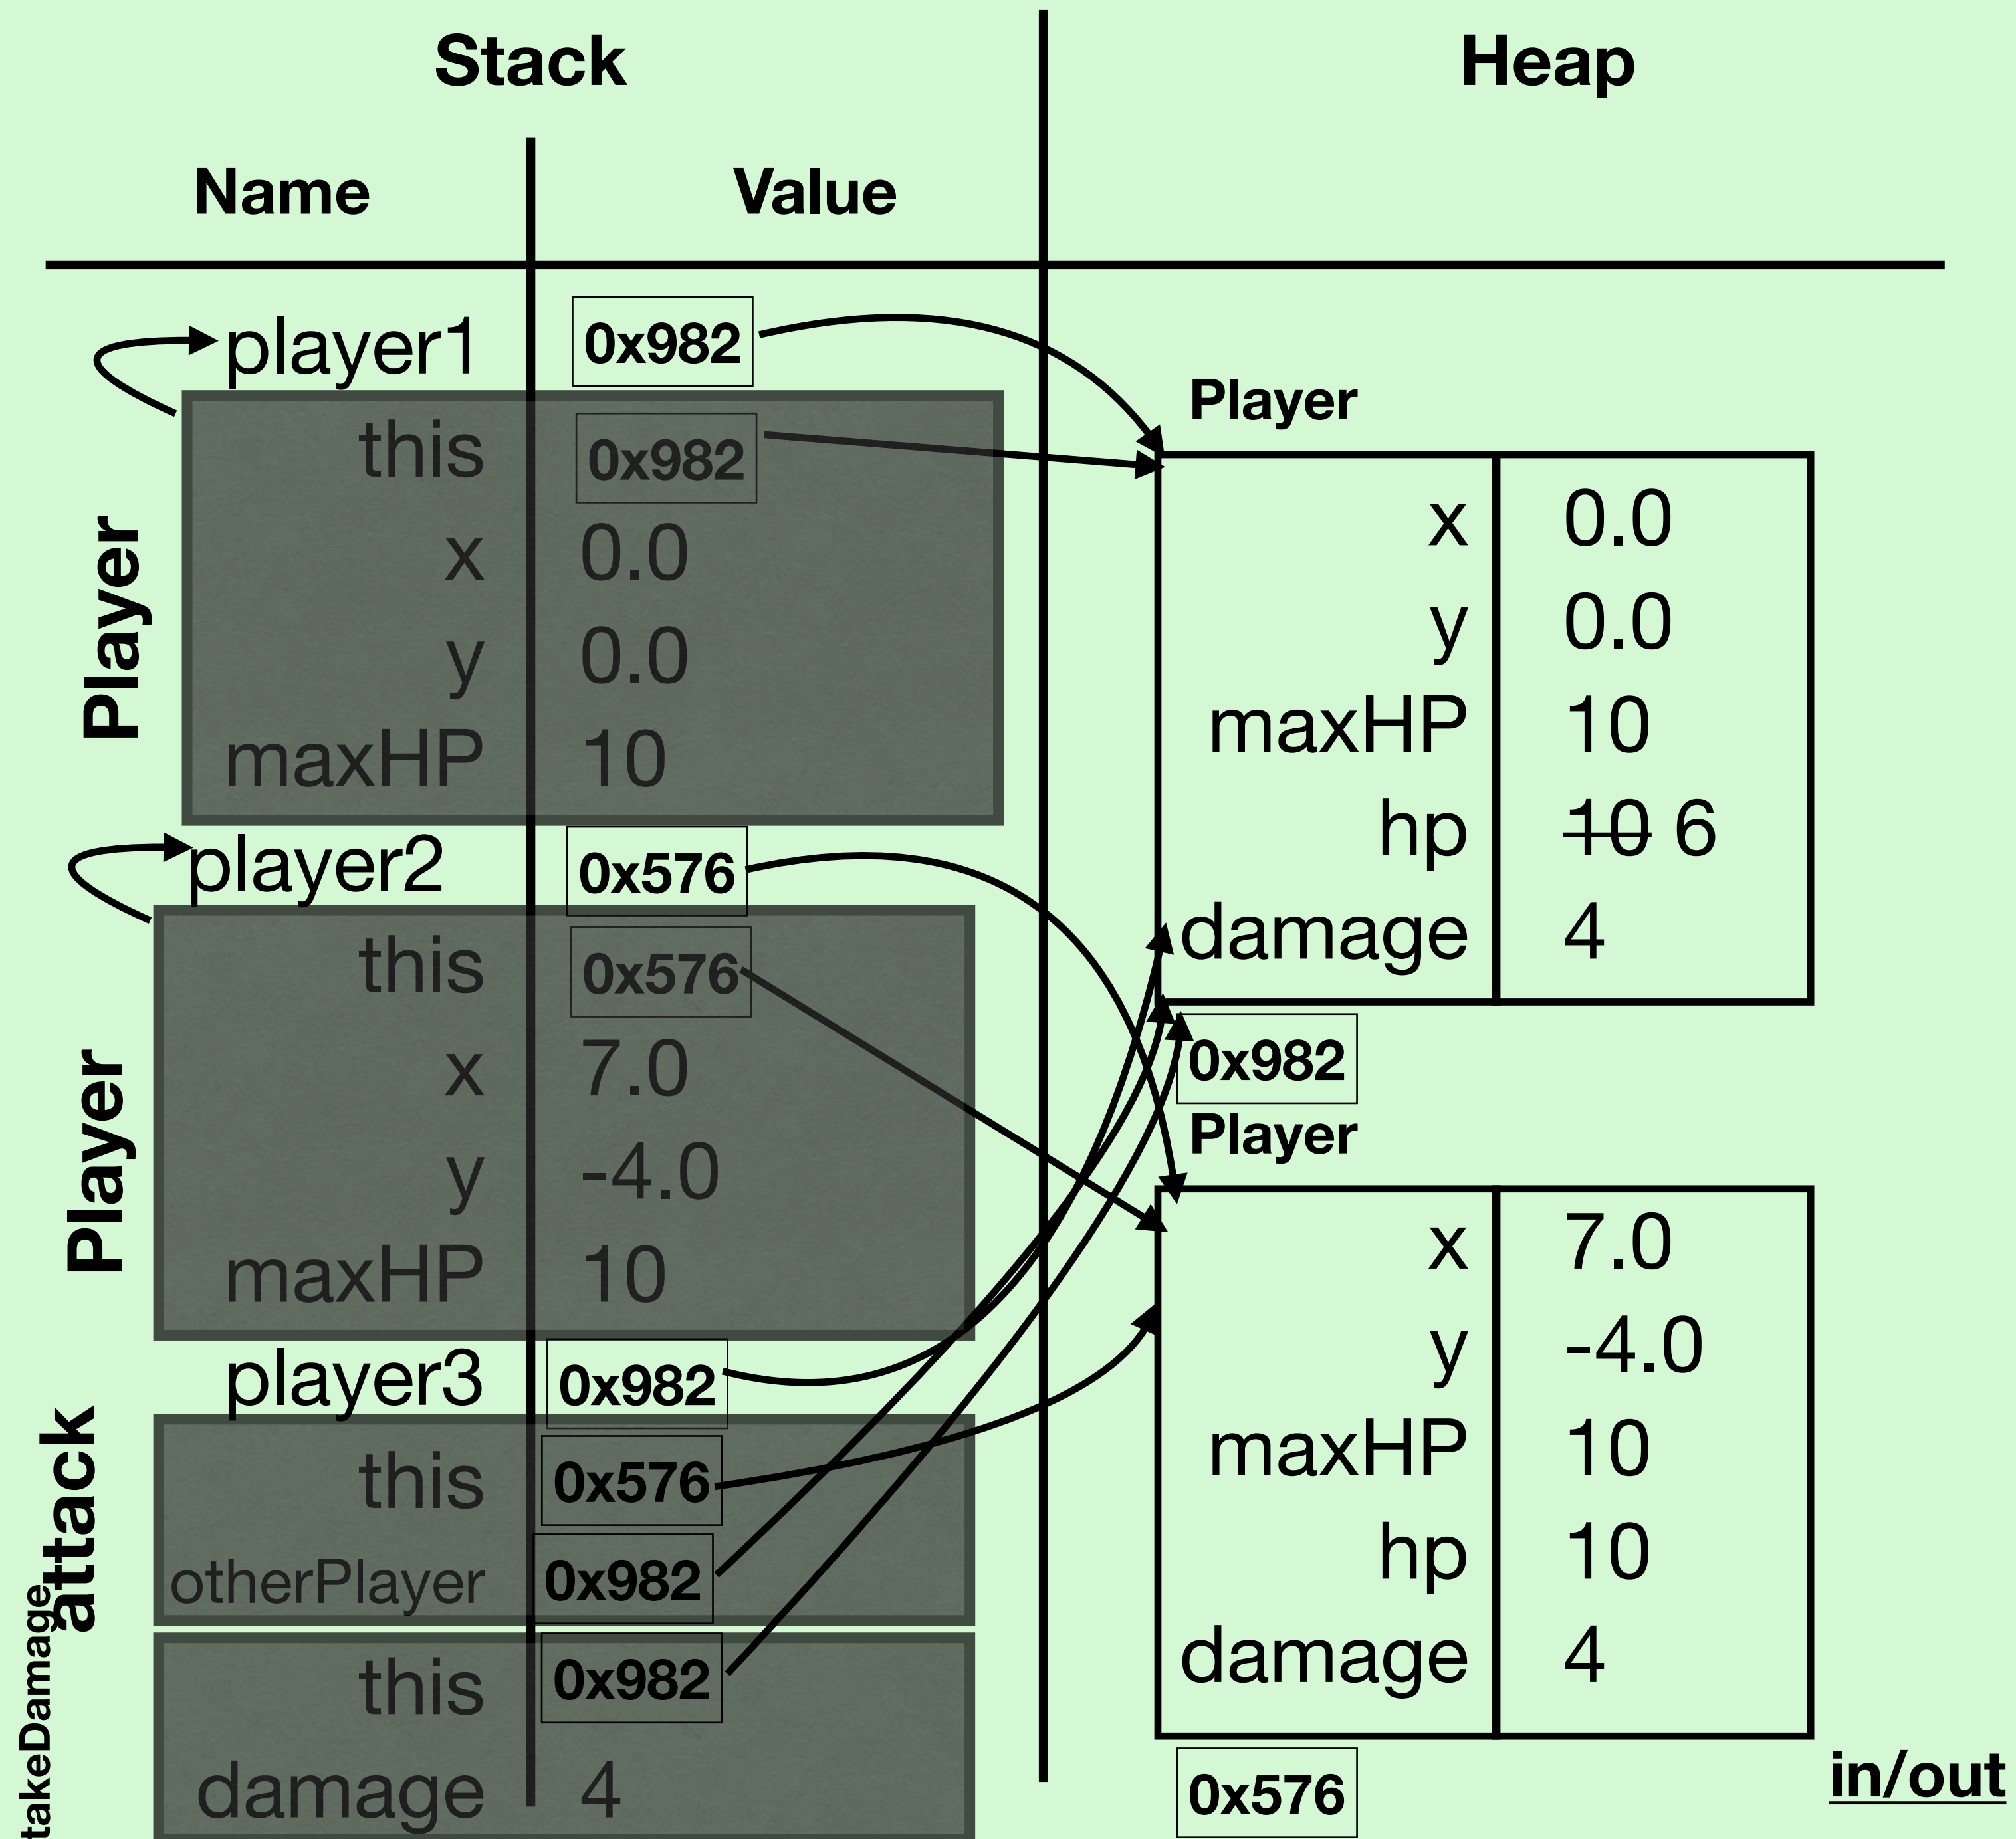 Stack
Heap
Name
Value
player1
0x982
Player
this
0x982
x
0.0
y
0.0
maxHP
10
player2
0x576
Player
this
0x576
x
7.0
y
-4.0
maxHP
10
player3
0x982
attack
this
0x576
otherPlayer
0x982
takeDamage
this
0x982
damage
4
Player
x
0.0
y
0.0
maxHP
10
hp
10 6
damage
4
0x982
Player
x
7.0
y
-4.0
maxHP
10
hp
10
damage
4
0x576
in/out